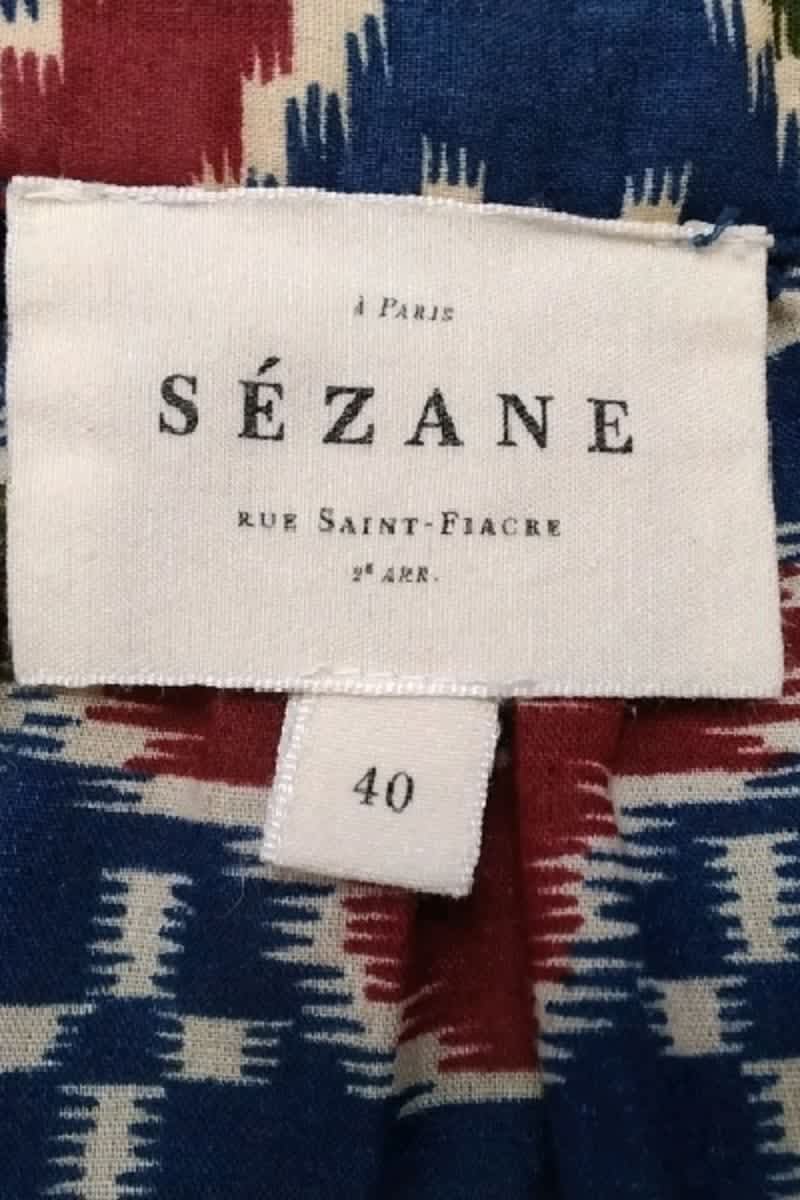 à Paris
SÉZANE
rue Saint-Fiacre
2e Arr.
40